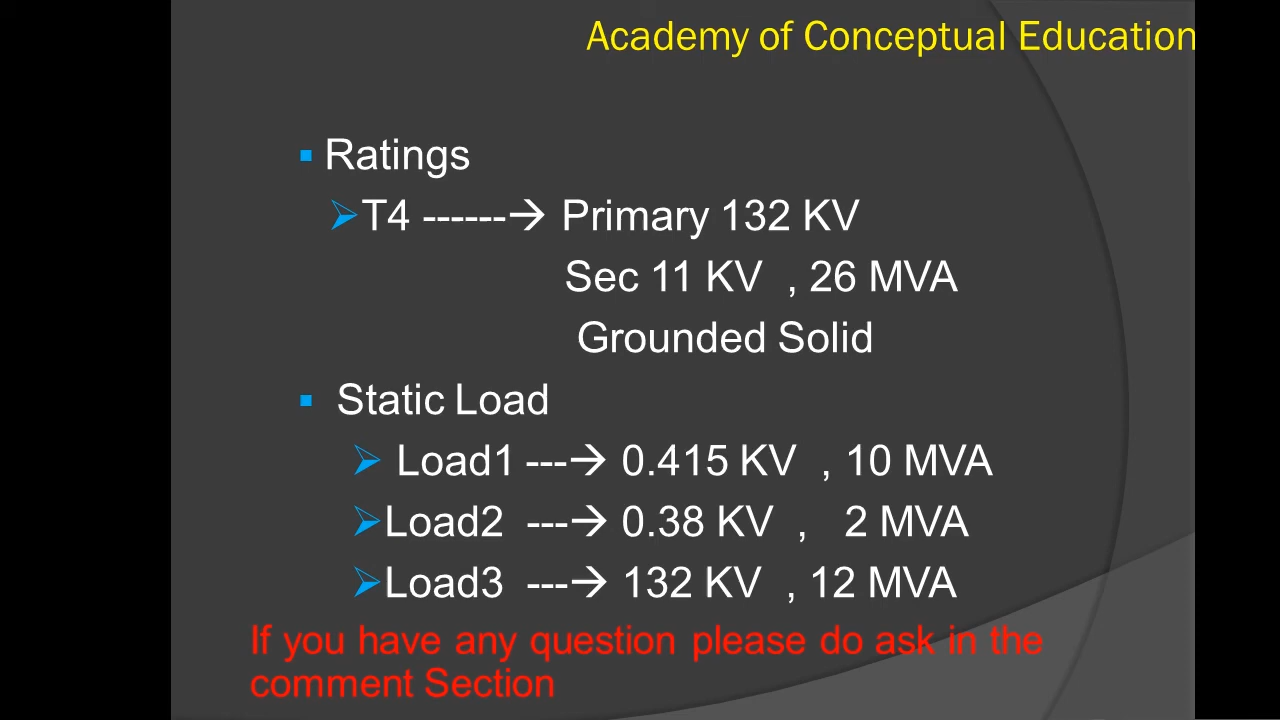 Academy of Conceptual Education
▪ Ratings
➢T4 ------→ Primary 132 KV
Sec 11 KV , 26 MVA
Grounded Solid
▪ Static Load
➢ Load1 ---→ 0.415 KV , 10 MVA
➢Load2 ---→ 0.38 KV , 2 MVA
➢Load3 ---→ 132 KV , 12 MVA
If you have any question please do ask in the
comment Section